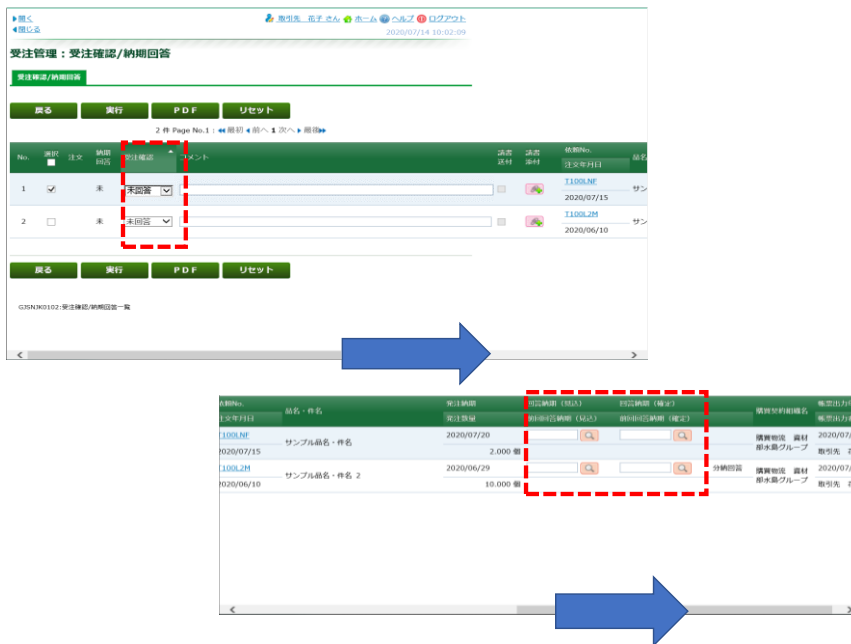 ▶開く 取引先 花子 さん ホーム ヘルプ ログアウト
◀閉じる 2020/07/14 10:02:09
受注管理：受注確認/納期回答
受注確認/納期回答
戻る 実行 PDF リセット
2 件 Page No.1 : 最初 前へ 1 次へ 最後
No. 選択 注文 納期回答 受注確認 コメント 請書送付 請書添付 依頼No. 品名
注文年月日
1 未 未回答 T100LNF サン
2020/07/15
2 未 未回答 T100L2M サン
2020/06/10
戻る 実行 PDF リセット
GJSNJK0102:受注確認/納期回答一覧
依頼No. 品名・件名 発注納期 回答納期（見込） 回答納期（確定） 購買契約組織名
注文年月日 発注数量 前回回答納期（見込） 前回回答納期（確定）
T100LNF サンプル品名・件名 2020/07/20 購買物流 資材部水島グループ 2020/07/
2020/07/15 2.000 個 取引先
T100L2M サンプル品名・件名 2 2020/06/29 分納回答 購買物流 資材部水島グループ 2020/07/
2020/06/10 10.000 個 取引先